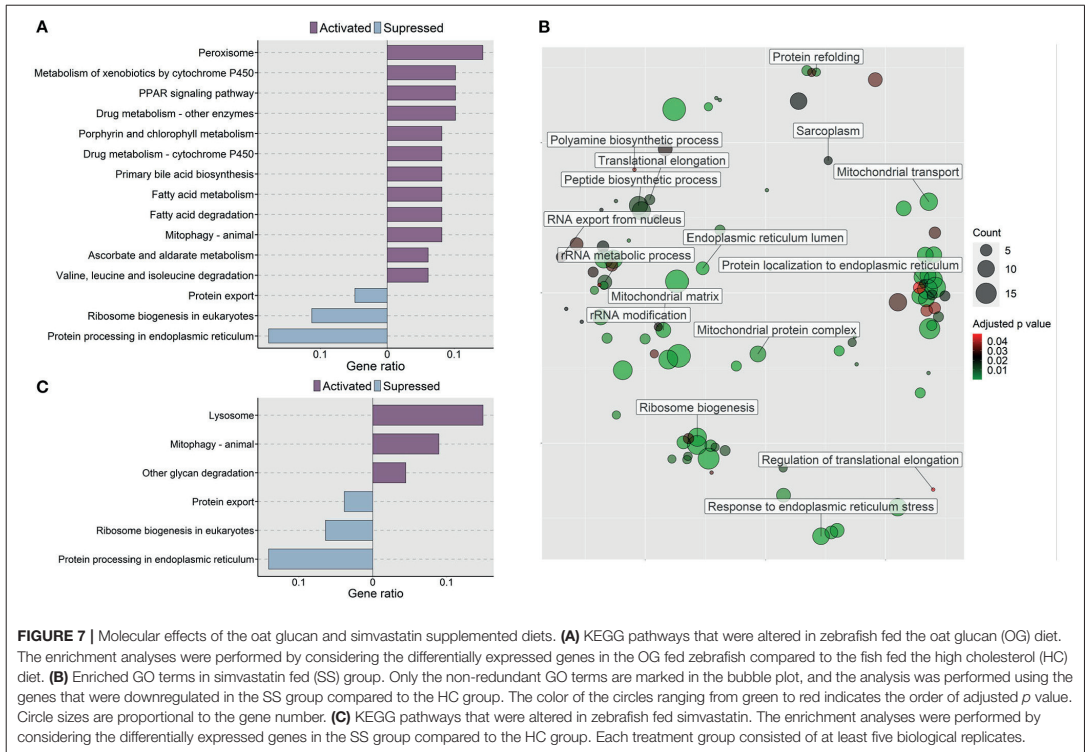 A
Activated Supressed
Peroxisome
Metabolism of xenobiotics by cytochrome P450
PPAR signaling pathway
Drug metabolism - other enzymes
Porphyrin and chlorophyll metabolism
Drug metabolism - cytochrome P450
Primary bile acid biosynthesis
Fatty acid metabolism
Fatty acid degradation
Mitophagy - animal
Ascorbate and aldarate metabolism
Valine, leucine and isoleucine degradation
Protein export
Ribosome biogenesis in eukaryotes
Protein processing in endoplasmic reticulum
0.1 0 0.1
Gene ratio
B
Protein refolding
Sarcoplasm
Polyamine biosynthetic process
Translational elongation
Mitochondrial transport
Peptide biosynthetic process
RNA export from nucleus
Endoplasmic reticulum lumen
rRNA metabolic process
Protein localization to endoplasmic reticulum
Mitochondrial matrix
rRNA modification
Mitochondrial protein complex
Ribosome biogenesis
Regulation of translational elongation
Response to endoplasmic reticulum stress
Count
5
10
15
Adjusted p value
0.04
0.03
0.02
0.01
C
Activated Supressed
Lysosome
Mitophagy - animal
Other glycan degradation
Protein export
Ribosome biogenesis in eukaryotes
Protein processing in endoplasmic reticulum
0.1 0 0.1
Gene ratio
FIGURE 7 | Molecular effects of the oat glucan and simvastatin supplemented diets. (A) KEGG pathways that were altered in zebrafish fed the oat glucan (OG) diet.
The enrichment analyses were performed by considering the differentially expressed genes in the OG fed zebrafish compared to the fish fed the high cholesterol (HC)
diet. (B) Enriched GO terms in simvastatin fed (SS) group. Only the non-redundant GO terms are marked in the bubble plot, and the analysis was performed using the
genes that were downregulated in the SS group compared to the HC group. The color of the circles ranging from green to red indicates the order of adjusted p value.
Circle sizes are proportional to the gene number. (C) KEGG pathways that were altered in zebrafish fed simvastatin. The enrichment analyses were performed by
considering the differentially expressed genes in the SS group compared to the HC group. Each treatment group consisted of at least five biological replicates.